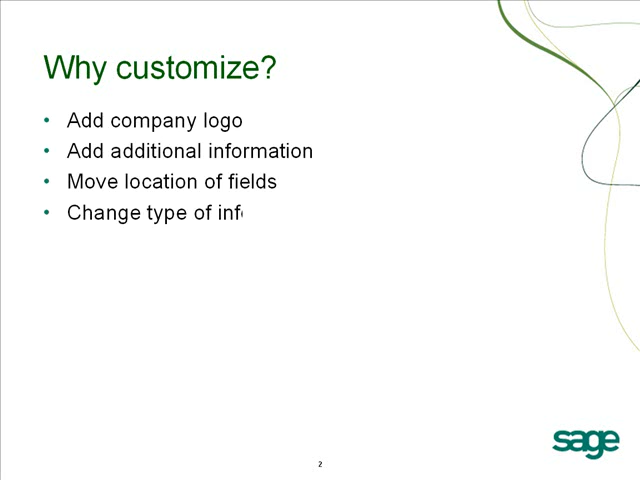 Why customize?
• Add company logo
• Add additional information
• Move location of fields
• Change type of inf
sage
2